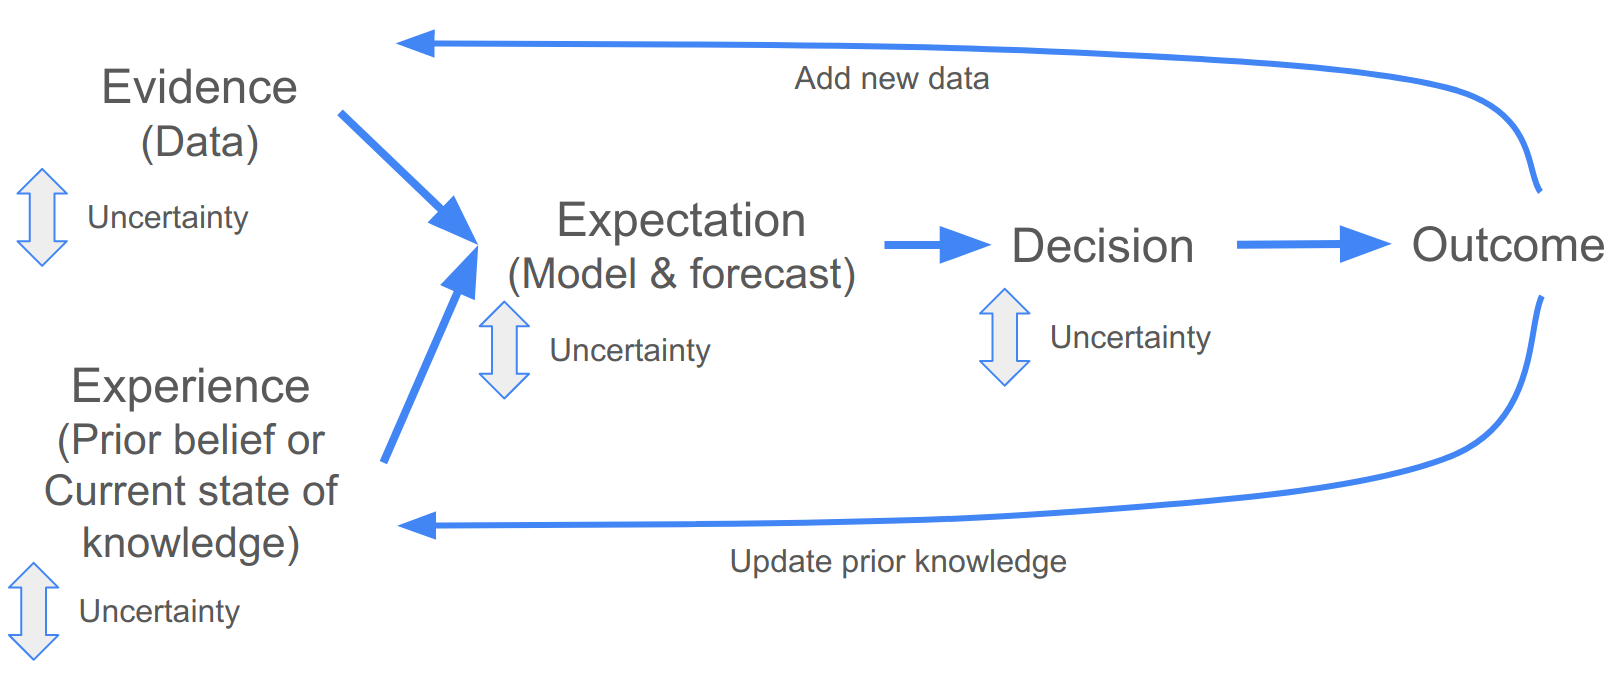 Evidence
(Data)
Uncertainty
Experience
(Prior belief or
Current state of
knowledge)
Uncertainty
Expectation
(Model & forecast)
Uncertainty
Decision
Uncertainty
Outcome
Add new data
Update prior knowledge